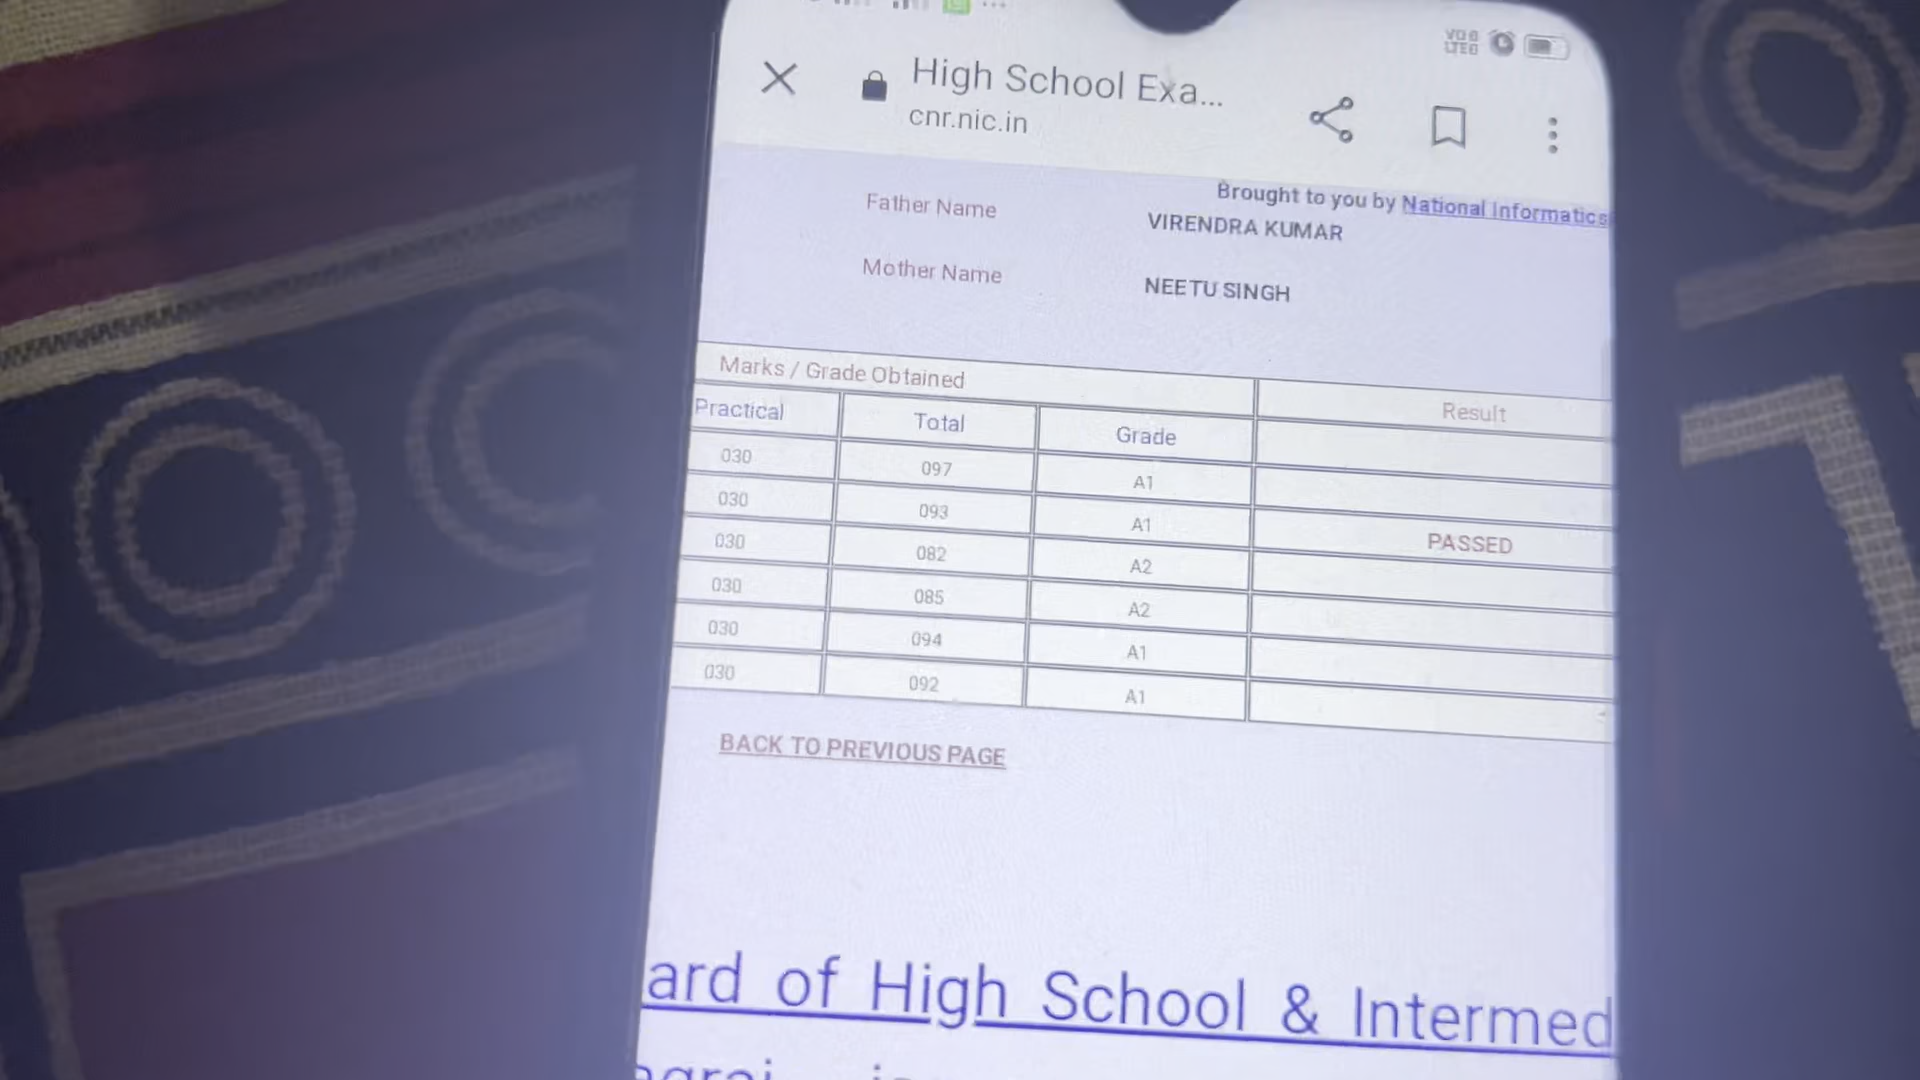 VO LTE
High School Exa...
cnr.nic.in
Brought to you by National Informatics
Father Name VIRENDRA KUMAR
Mother Name NEETU SINGH
Marks / Grade Obtained Result
Practical Total Grade
030 097 A1
030 093 A1 PASSED
030 082 A2
030 085 A2
030 094 A1
030 092 A1
BACK TO PREVIOUS PAGE
ard of High School & Intermed